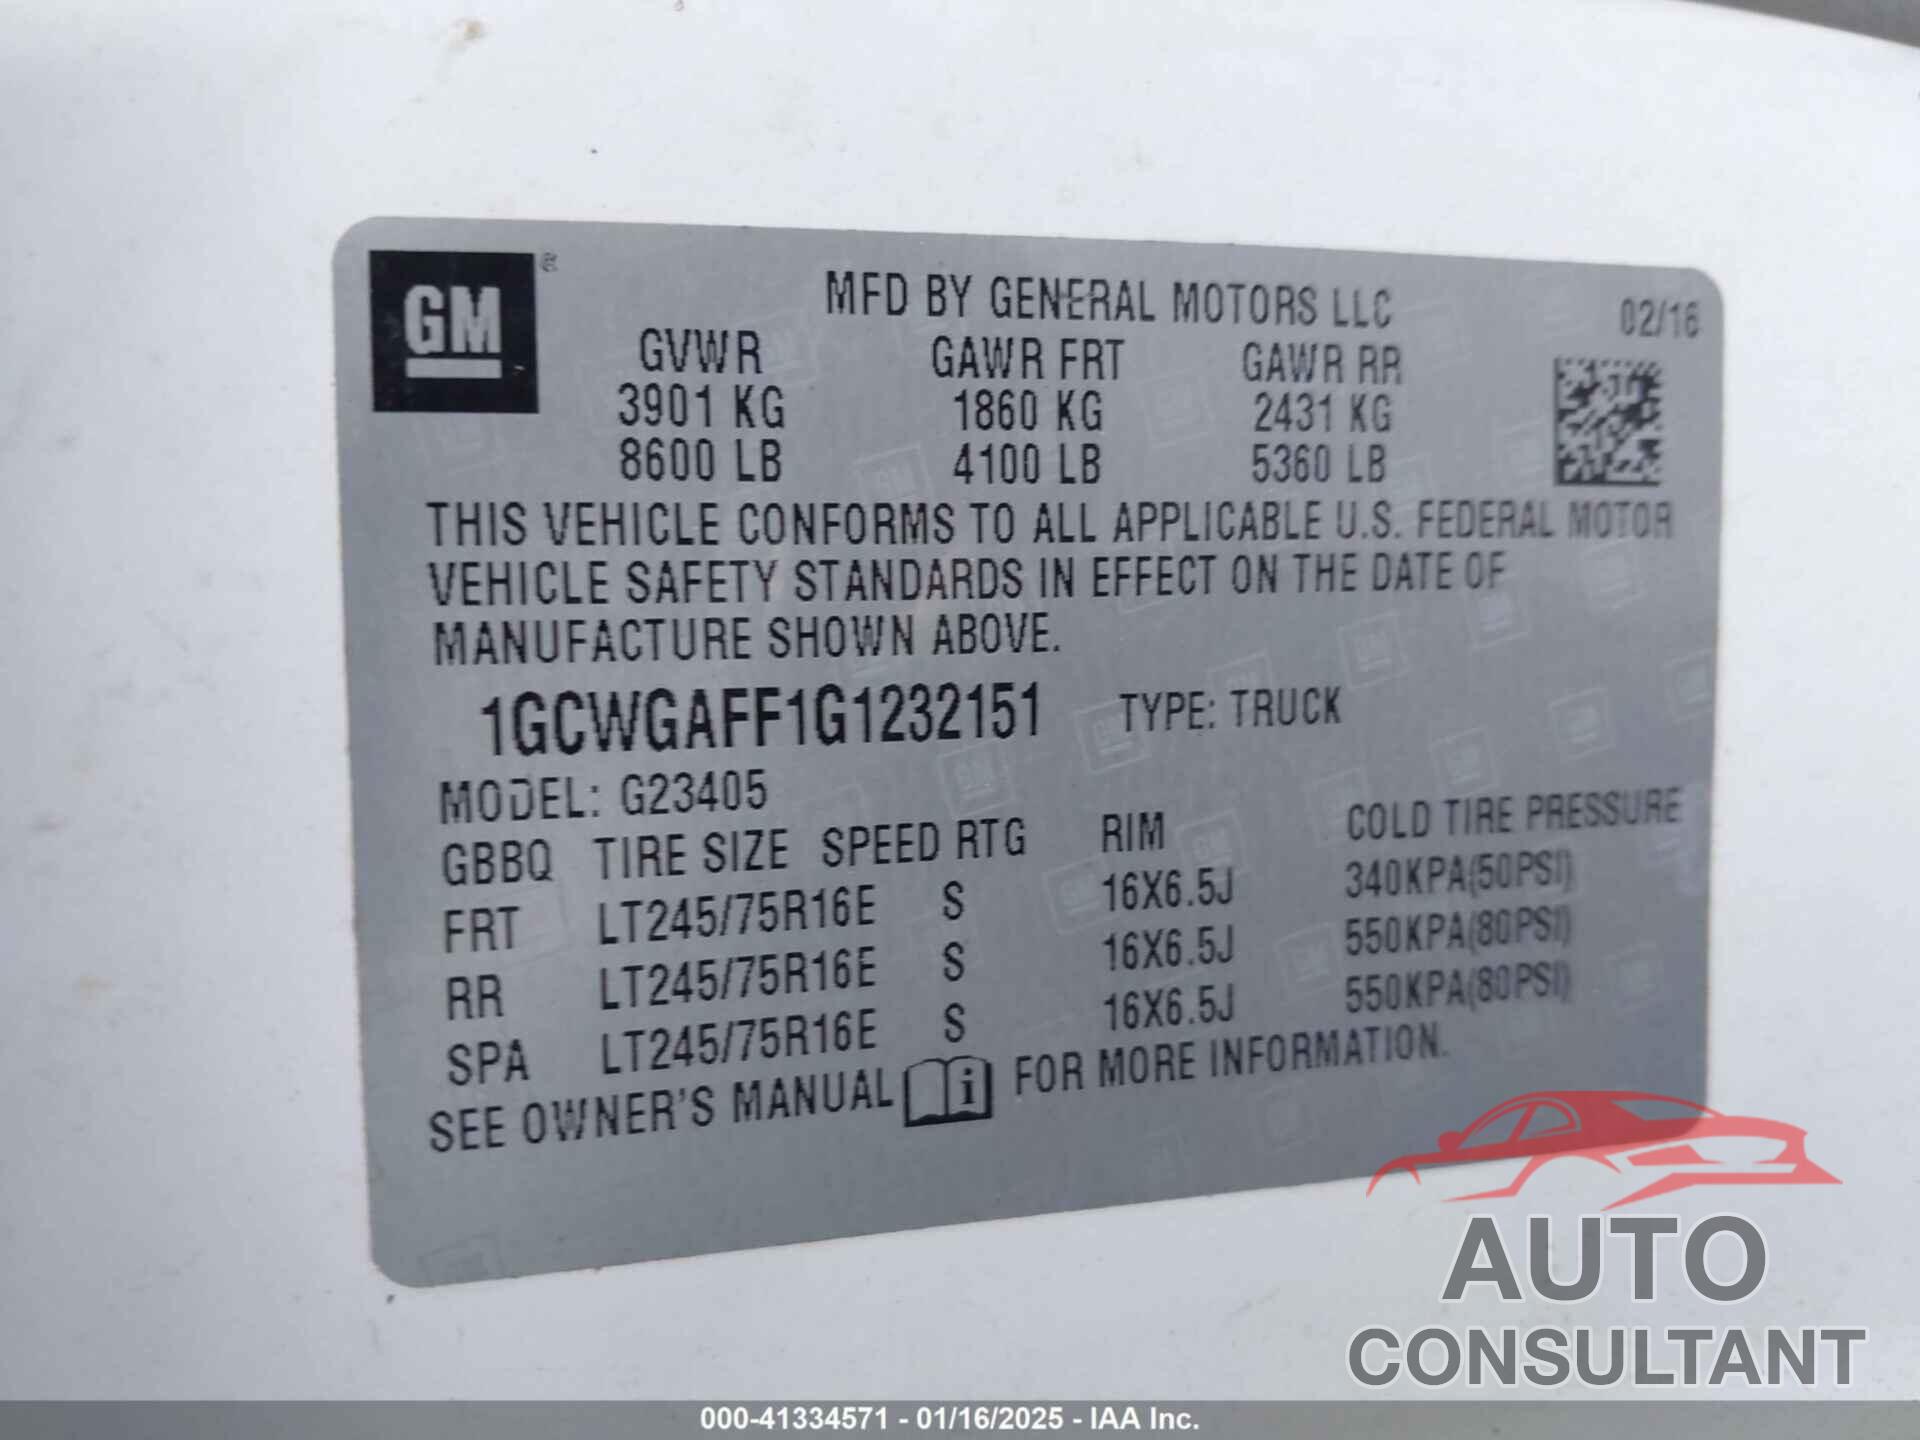 GM ®
MFD BY GENERAL MOTORS LLC 02/16
GVWR GAWR FRT GAWR RR
3901 KG 1860 KG 2431 KG
8600 LB 4100 LB 5360 LB
THIS VEHICLE CONFORMS TO ALL APPLICABLE U.S. FEDERAL MOTOR
VEHICLE SAFETY STANDARDS IN EFFECT ON THE DATE OF
MANUFACTURE SHOWN ABOVE.
1GCWGAFF1G1232151 TYPE: TRUCK
MODEL: G23405
GBBQ TIRE SIZE SPEED RTG RIM COLD TIRE PRESSURE
FRT LT245/75R16E S 16X6.5J 340KPA(50PSI)
RR LT245/75R16E S 16X6.5J 550KPA(80PSI)
SPA LT245/75R16E S 16X6.5J 550KPA(80PSI)
SEE OWNER'S MANUAL i FOR MORE INFORMATION.
AUTO
CONSULTANT
000-41334571 - 01/16/2025 - IAA Inc.